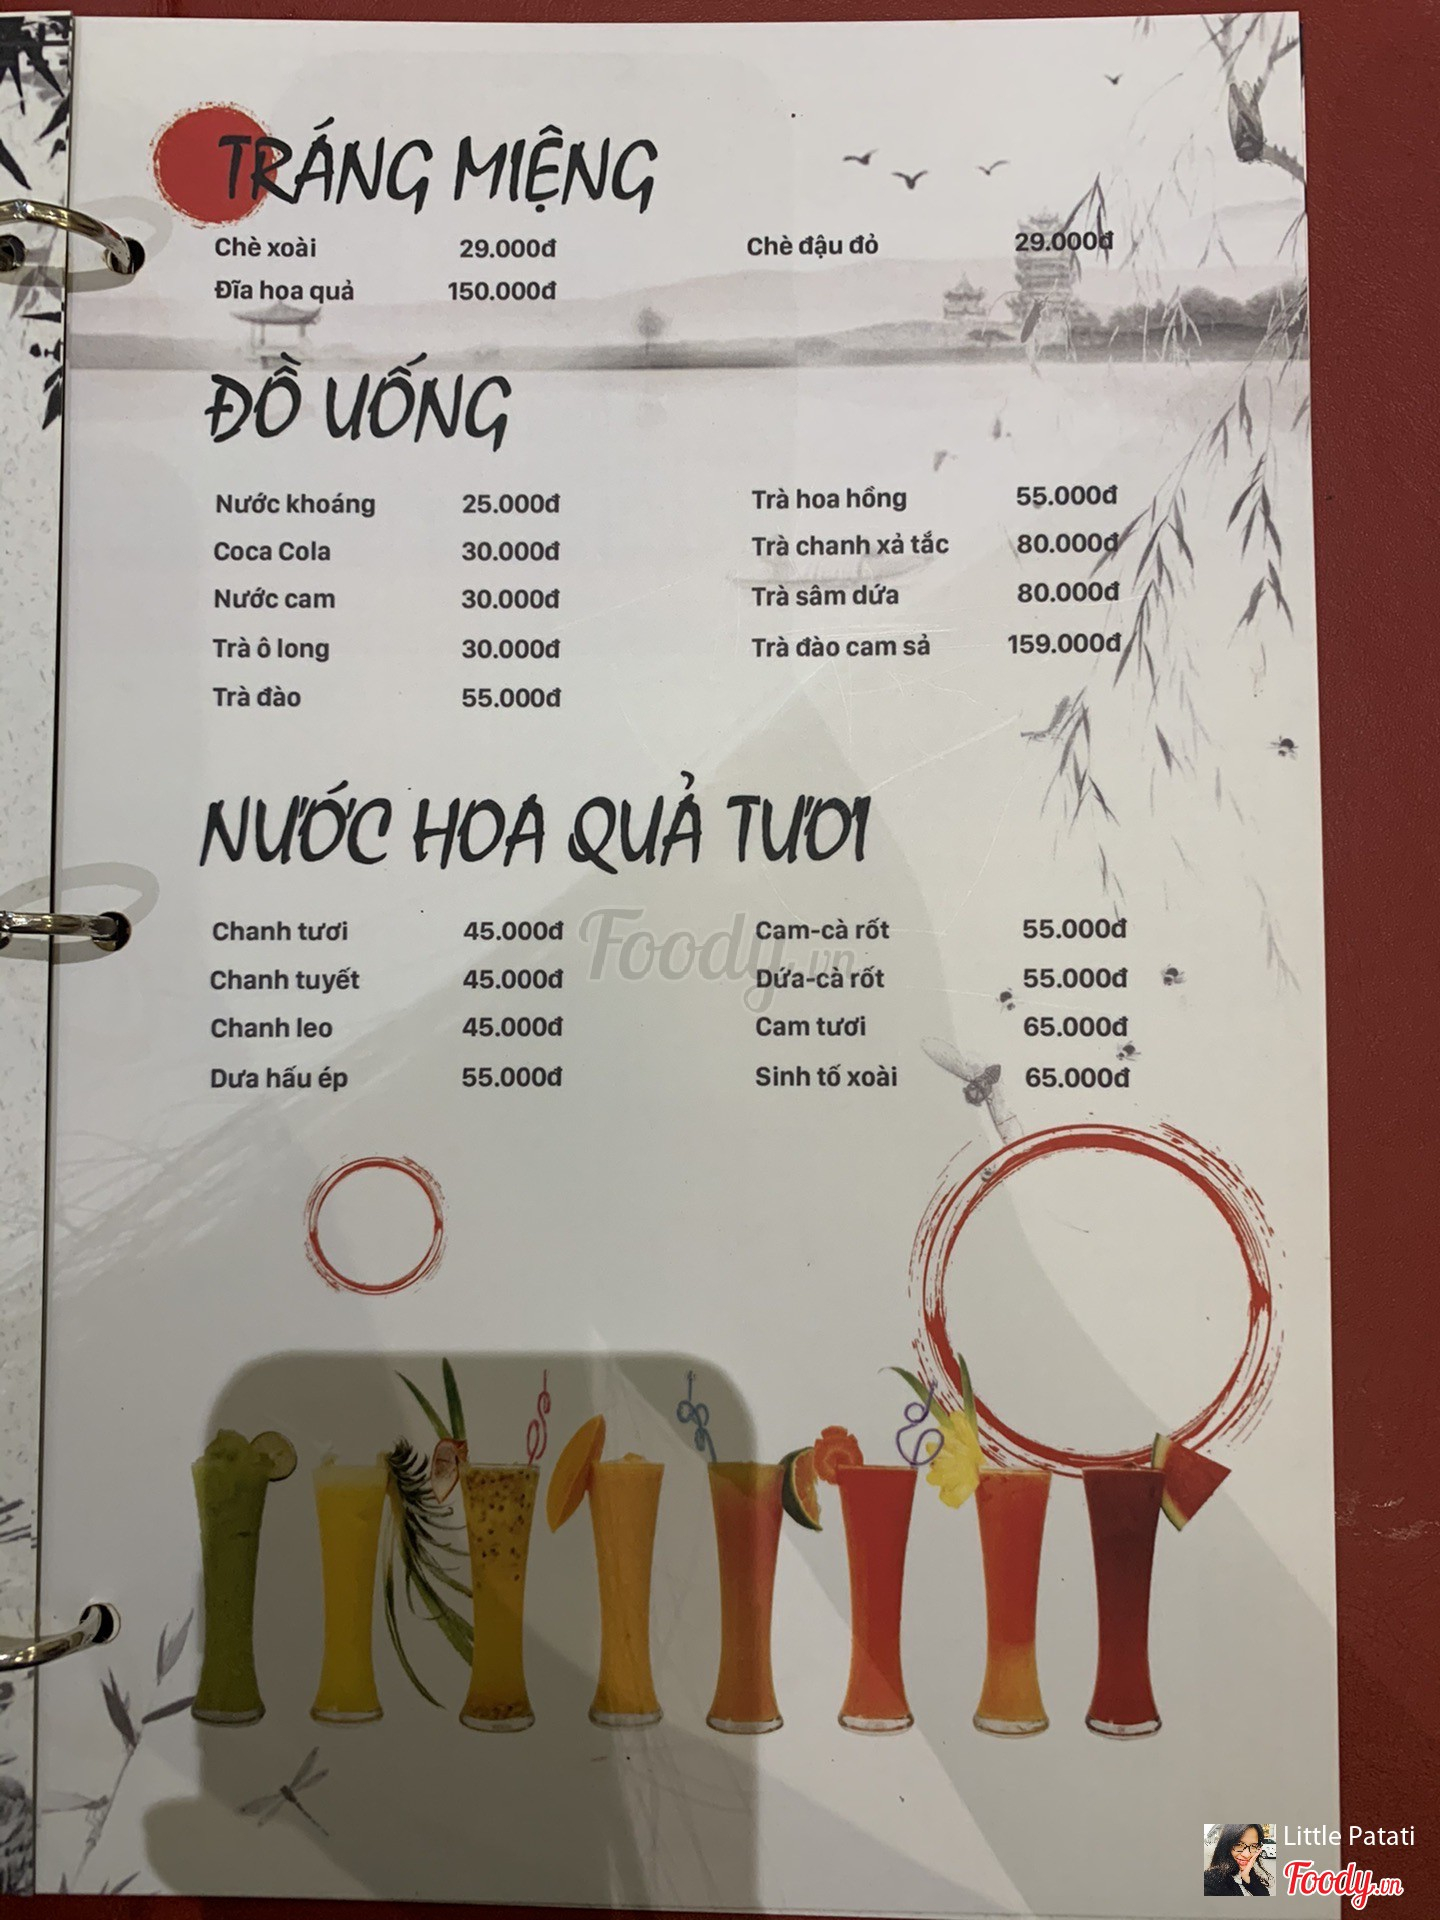 TRÁNG MIỆNG
Chè xoài 29.000đ Chè đậu đỏ 29.000đ
Đĩa hoa quả 150.000đ
ĐỒ UỐNG
Nước khoáng 25.000đ Trà hoa hồng 55.000đ
Coca Cola 30.000đ Trà chanh xả tắc 80.000đ
Nước cam 30.000đ Trà sâm dứa 80.000đ
Trà ô long 30.000đ Trà đào cam sả 159.000đ
Trà đào 55.000đ
NƯỚC HOA QUẢ TƯƠI
Chanh tươi 45.000đ Cam-cà rốt 55.000đ
Foody.vn
Chanh tuyết 45.000đ Dứa-cà rốt 55.000đ
Chanh leo 45.000đ Cam tươi 65.000đ
Dưa hấu ép 55.000đ Sinh tố xoài 65.000đ
Little Patati
Foody.vn